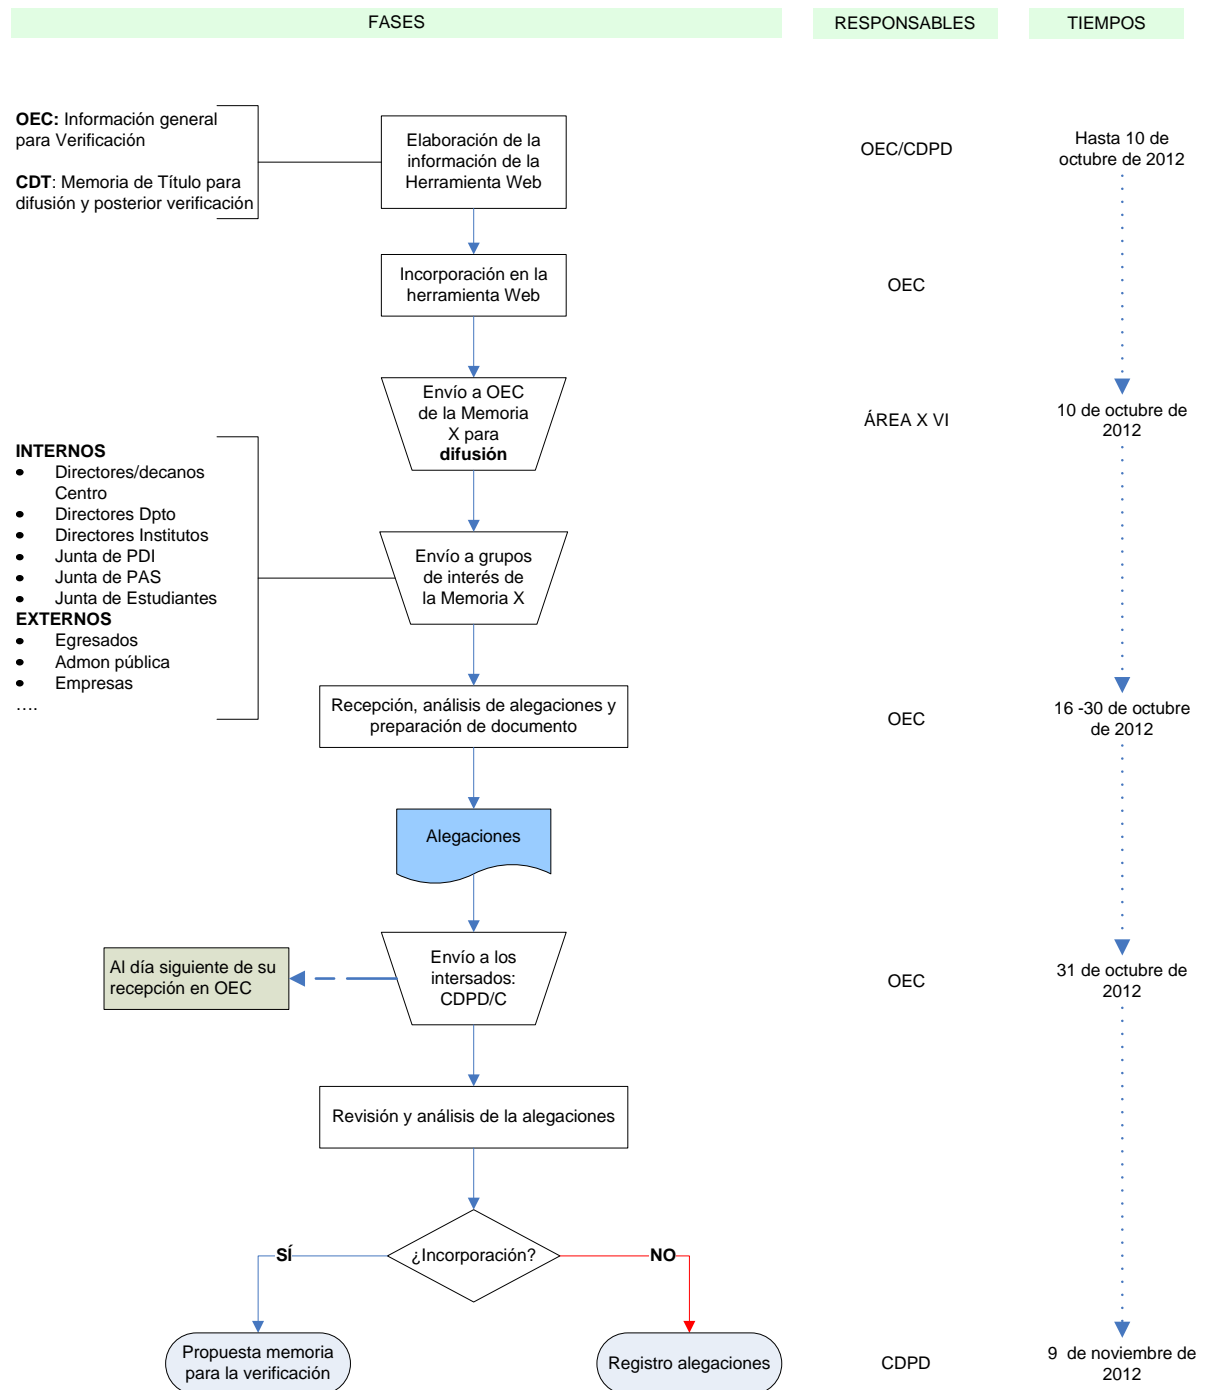 FASES
RESPONSABLES
TIEMPOS
OEC: Información general
para Verificación
CDT: Memoria de Título para
difusión y posterior verificación
Elaboración de la
información de la
Herramienta Web
OEC/CDPD
Hasta 10 de
octubre de 2012
Incorporación en la
herramienta Web
OEC
Envío a OEC
de la Memoria
X para
difusión
ÁREA X VI
10 de octubre de
2012
INTERNOS
• Directores/decanos
Centro
• Directores Dpto
• Directores Institutos
• Junta de PDI
• Junta de PAS
• Junta de Estudiantes
EXTERNOS
• Egresados
• Admon pública
• Empresas
....
Envío a grupos
de interés de
la Memoria X
Recepción, análisis de alegaciones y
preparación de documento
OEC
16 -30 de octubre
de 2012
Alegaciones
Al día siguiente de su
recepción en OEC
Envío a los
intersados:
CDPD/C
OEC
31 de octubre de
2012
Revisión y análisis de la alegaciones
¿Incorporación?
SÍ
NO
Propuesta memoria
para la verificación
Registro alegaciones
CDPD
9 de noviembre de
2012